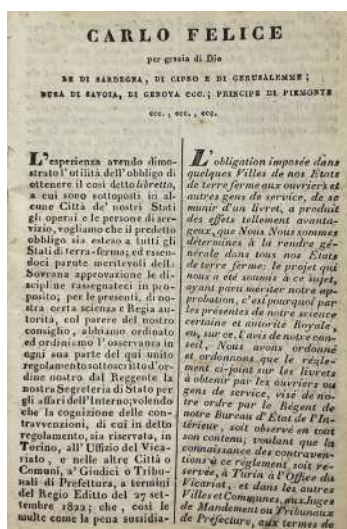 CARLO FELICE
per grazia di Dio
RE DI SARDEGNA, DI CIPRO E DI GERUSALEMME;
DUCA DI SAVOIA, DI GENOVA ECC.; PRINCIPE DI PIEMONTE
ecc., ecc., ecc.
L'esperienza avendo dimo-
strato l'utilità dell'obbligo di
ottenere il così detto libretto,
a cui sono sottoposti in al-
cune Città de' nostri Stati
gli operai e le persone di ser-
vizio, vogliamo che il predetto
obbligo sia esteso a tutti gli
Stati di terra-ferma; ed essen-
doci parute meritevoli dell.
Sovrana approvazione le di-
scipline rassegnateci in pro-
posito; per le presenti, di no-
stra certa scienza e Regia au-
torità, col parere del nostro
consiglio, abbiamo ordinato
ed ordiniamo l'osservanza in
ogni sua parte del qui unito
regolamento sottoscritto d'or-
dine nostro dal Reggente la
nostra Segreteria di Stato per
gli affari dell'Interno; volendo
che la cognizione delle con-
travvenzioni, di cui in detto
regolamento, sia riservata, in
Torino, all'Uffizio del Vica-
riato, e nelle altre Città o
Comuni, a' Giudici o Tribu-
nali di Prefettura, a termini
del Regio Editto del 27 set-
tembre 1822; che, così le
multe come la pena sussidia-
L'obligation imposée dans
quelques Villes de nos Etats
de terre ferme aux ouvriers et
autres gens de service, de se
munir d'un livret, a produit
des effets tellement avanta-
geux, que Nous Nous sommes
détermines à la rendre gé-
nérale dans tous nos Etats
de terre ferme: le projet qui
nous a été soumis à ce sujet,
ayant paru mériter notre ap-
probation, c'est pourquoi par
les présentes de notre science
certaine et autorité Royale,
eu, sur ce, l'avis de notre con-
seil, Nous avons ordonné
et ordonnons que le régle-
ment ci-joint sur les livrets
à obtenir par les ouvriers ou
gens de service, visé de no-
tre ordre par le Régent de
notre Bureau d'Etat de l'In-
térieur, soit observé en tout
son contenu; voulant que la
connaissance des contraven-
tions à ce réglement soit ré-
servée, à Turin à l'Office du
Vicariat, et dans les autres
Villes et Communes, aux Juges
de Mandement ou Tribunaux
de Préfecture, aux termes de